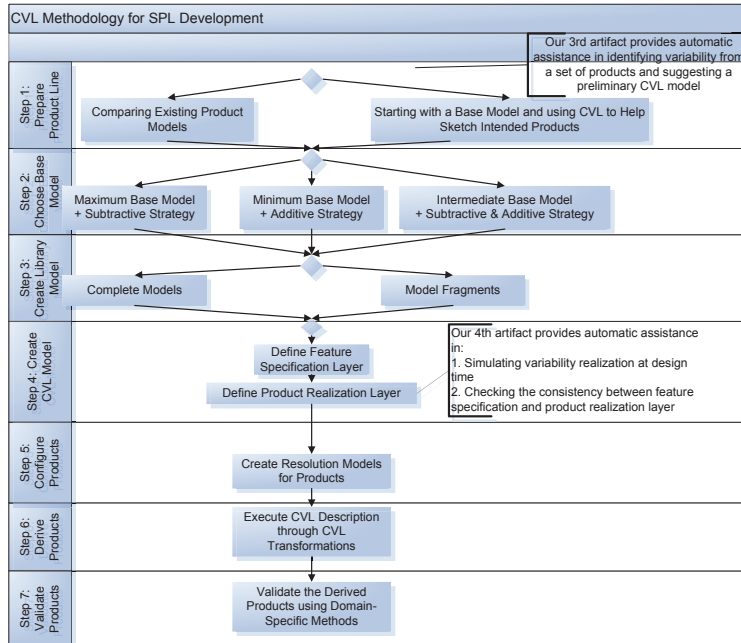 CVL Methodology for SPL Development
Our 3rd artifact provides automatic
assistance in identifying variability from
a set of products and suggesting a
preliminary CVL model
Step 1:
Prepare
Product Line
Comparing Existing Product
Models
Starting with a Base Model and using CVL to Help
Sketch Intended Products
Step 2:
Choose Base
Model
Maximum Base Model
+ Subtractive Strategy
Minimum Base Model
+ Additive Strategy
Intermediate Base Model
+ Subtractive & Additive Strategy
Step 3:
Create Library
Model
Complete Models
Model Fragments
Step 4: Create
CVL Model
Define Feature
Specification Layer
Define Product Realization Layer
Our 4th artifact provides automatic assistance
in:
1. Simulating variability realization at design
time
2. Checking the consistency between feature
specification and product realization layer
Step 5:
Configure
Products
Create Resolution Models
for Products
Step 6:
Derive
Products
Execute CVL Description
through CVL
Transformations
Step 7:
Validate
Products
Validate the Derived
Products using Domain-
Specific Methods